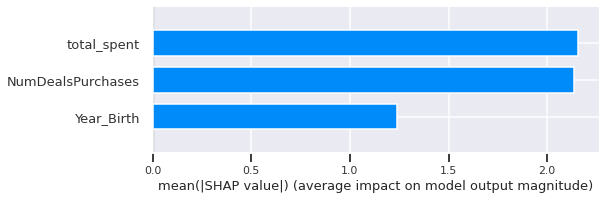 total_spent
NumDealsPurchases
Year_Birth
0.0 0.5 1.0 1.5 2.0
mean(|SHAP value|) (average impact on model output magnitude)